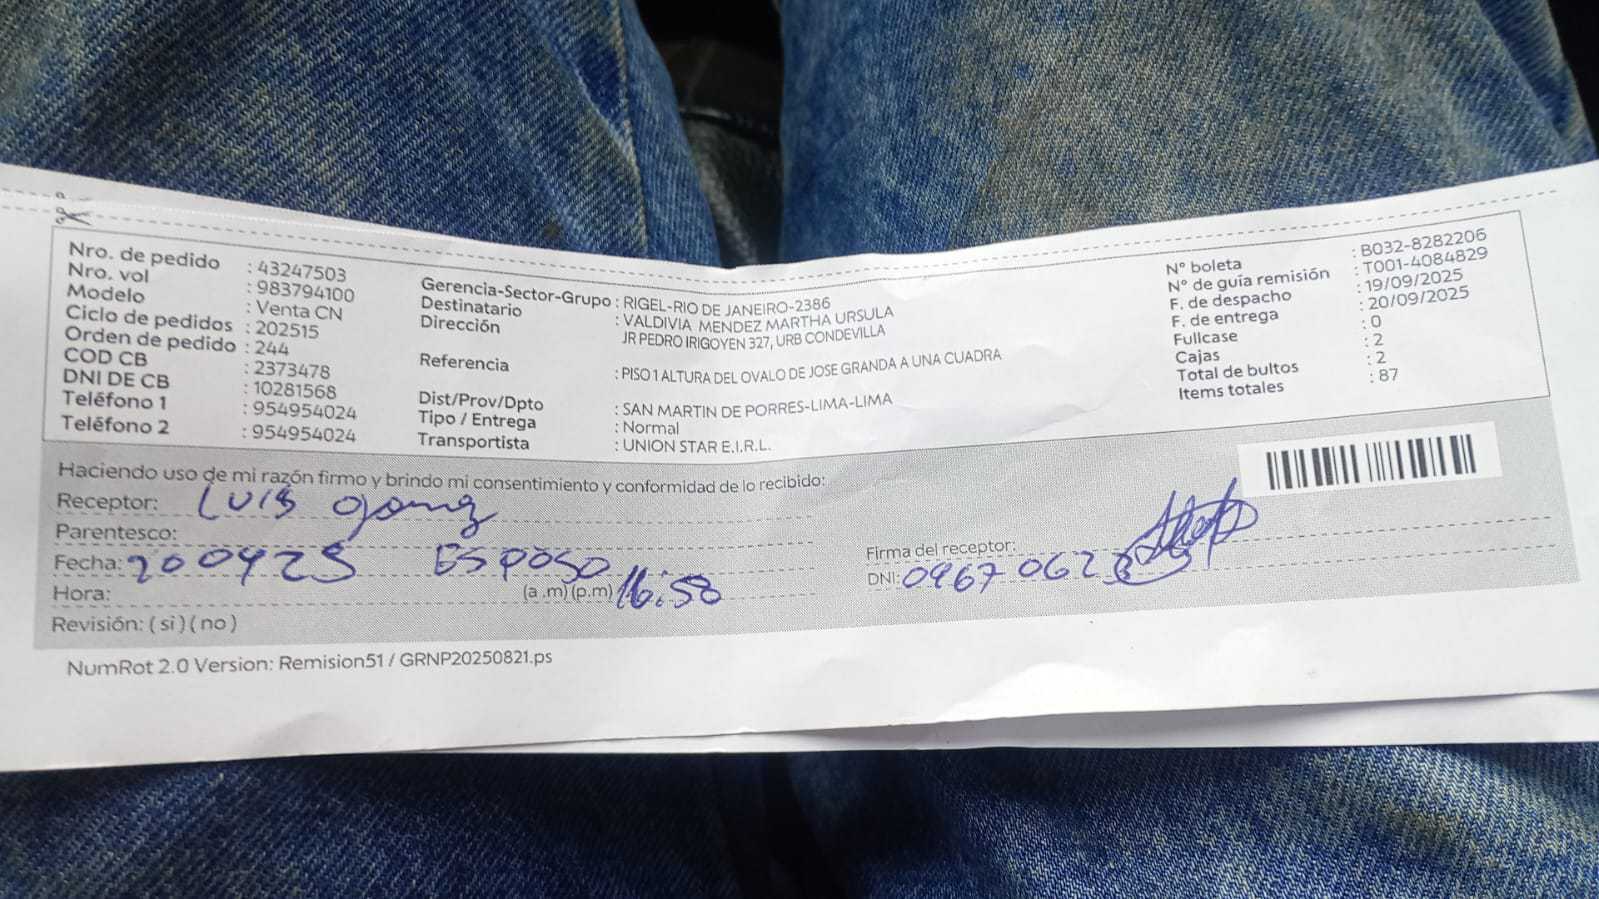 Nro. de pedido : 43247503
Nro. vol : 983794100
Modelo : Venta CN
Ciclo de pedidos : 202515
Orden de pedido : 244
COD CB : 2373478
DNI DE CB : 10281568
Teléfono 1 : 954954024
Teléfono 2 : 954954024
Gerencia-Sector-Grupo : RIGEL-RIO DE JANEIRO-2386
Destinatario : VALDIVIA MENDEZ MARTHA URSULA
Dirección JR PEDRO IRIGOYEN 327, URB CONDEVILLA
Referencia : PISO 1 ALTURA DEL OVALO DE JOSE GRANDA A UNA CUADRA
Dist/Prov/Dpto : SAN MARTIN DE PORRES-LIMA-LIMA
Tipo / Entrega : Normal
Transportista : UNION STAR E.I.R.L.
N° boleta : B032-8282206
N° de guía remisión : T001-4084829
F. de despacho : 19/09/2025
F. de entrega : 20/09/2025
Fullcase : 0
Cajas : 2
Total de bultos : 2
Items totales : 87
Haciendo uso de mi razón firmo y brindo mi consentimiento y conformidad de lo recibido:
Receptor: LUIS
Parentesco: ESPOSO
Fecha: 200925
Hora: (a .m) (p.m) 16:58
Revisión: ( si ) ( no )
Firma del receptor:
DNI:
NumRot 2.0 Version: Remision51 / GRNP20250821.ps